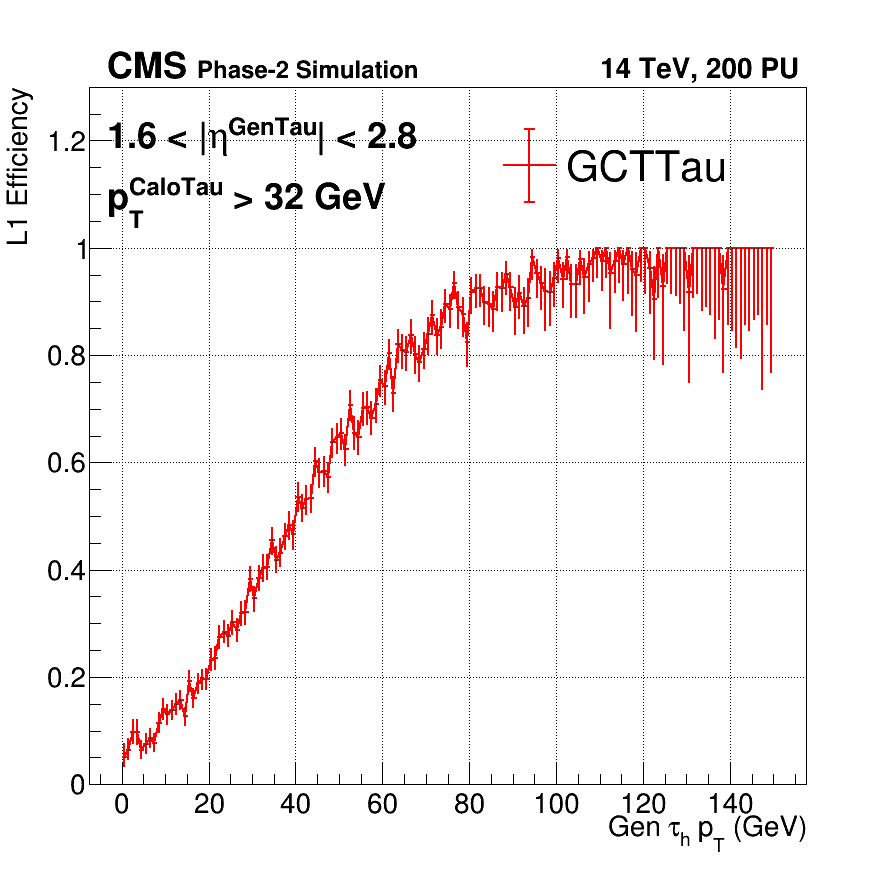 CMS Phase-2 Simulation 14 TeV, 200 PU
L1 Efficiency
1.6 < |η^GenTau| < 2.8
p_T^CaloTau > 32 GeV
GCTTau
1.2
1
0.8
0.6
0.4
0.2
0
0 20 40 60 80 100 120 140
Gen τ_h p_T (GeV)